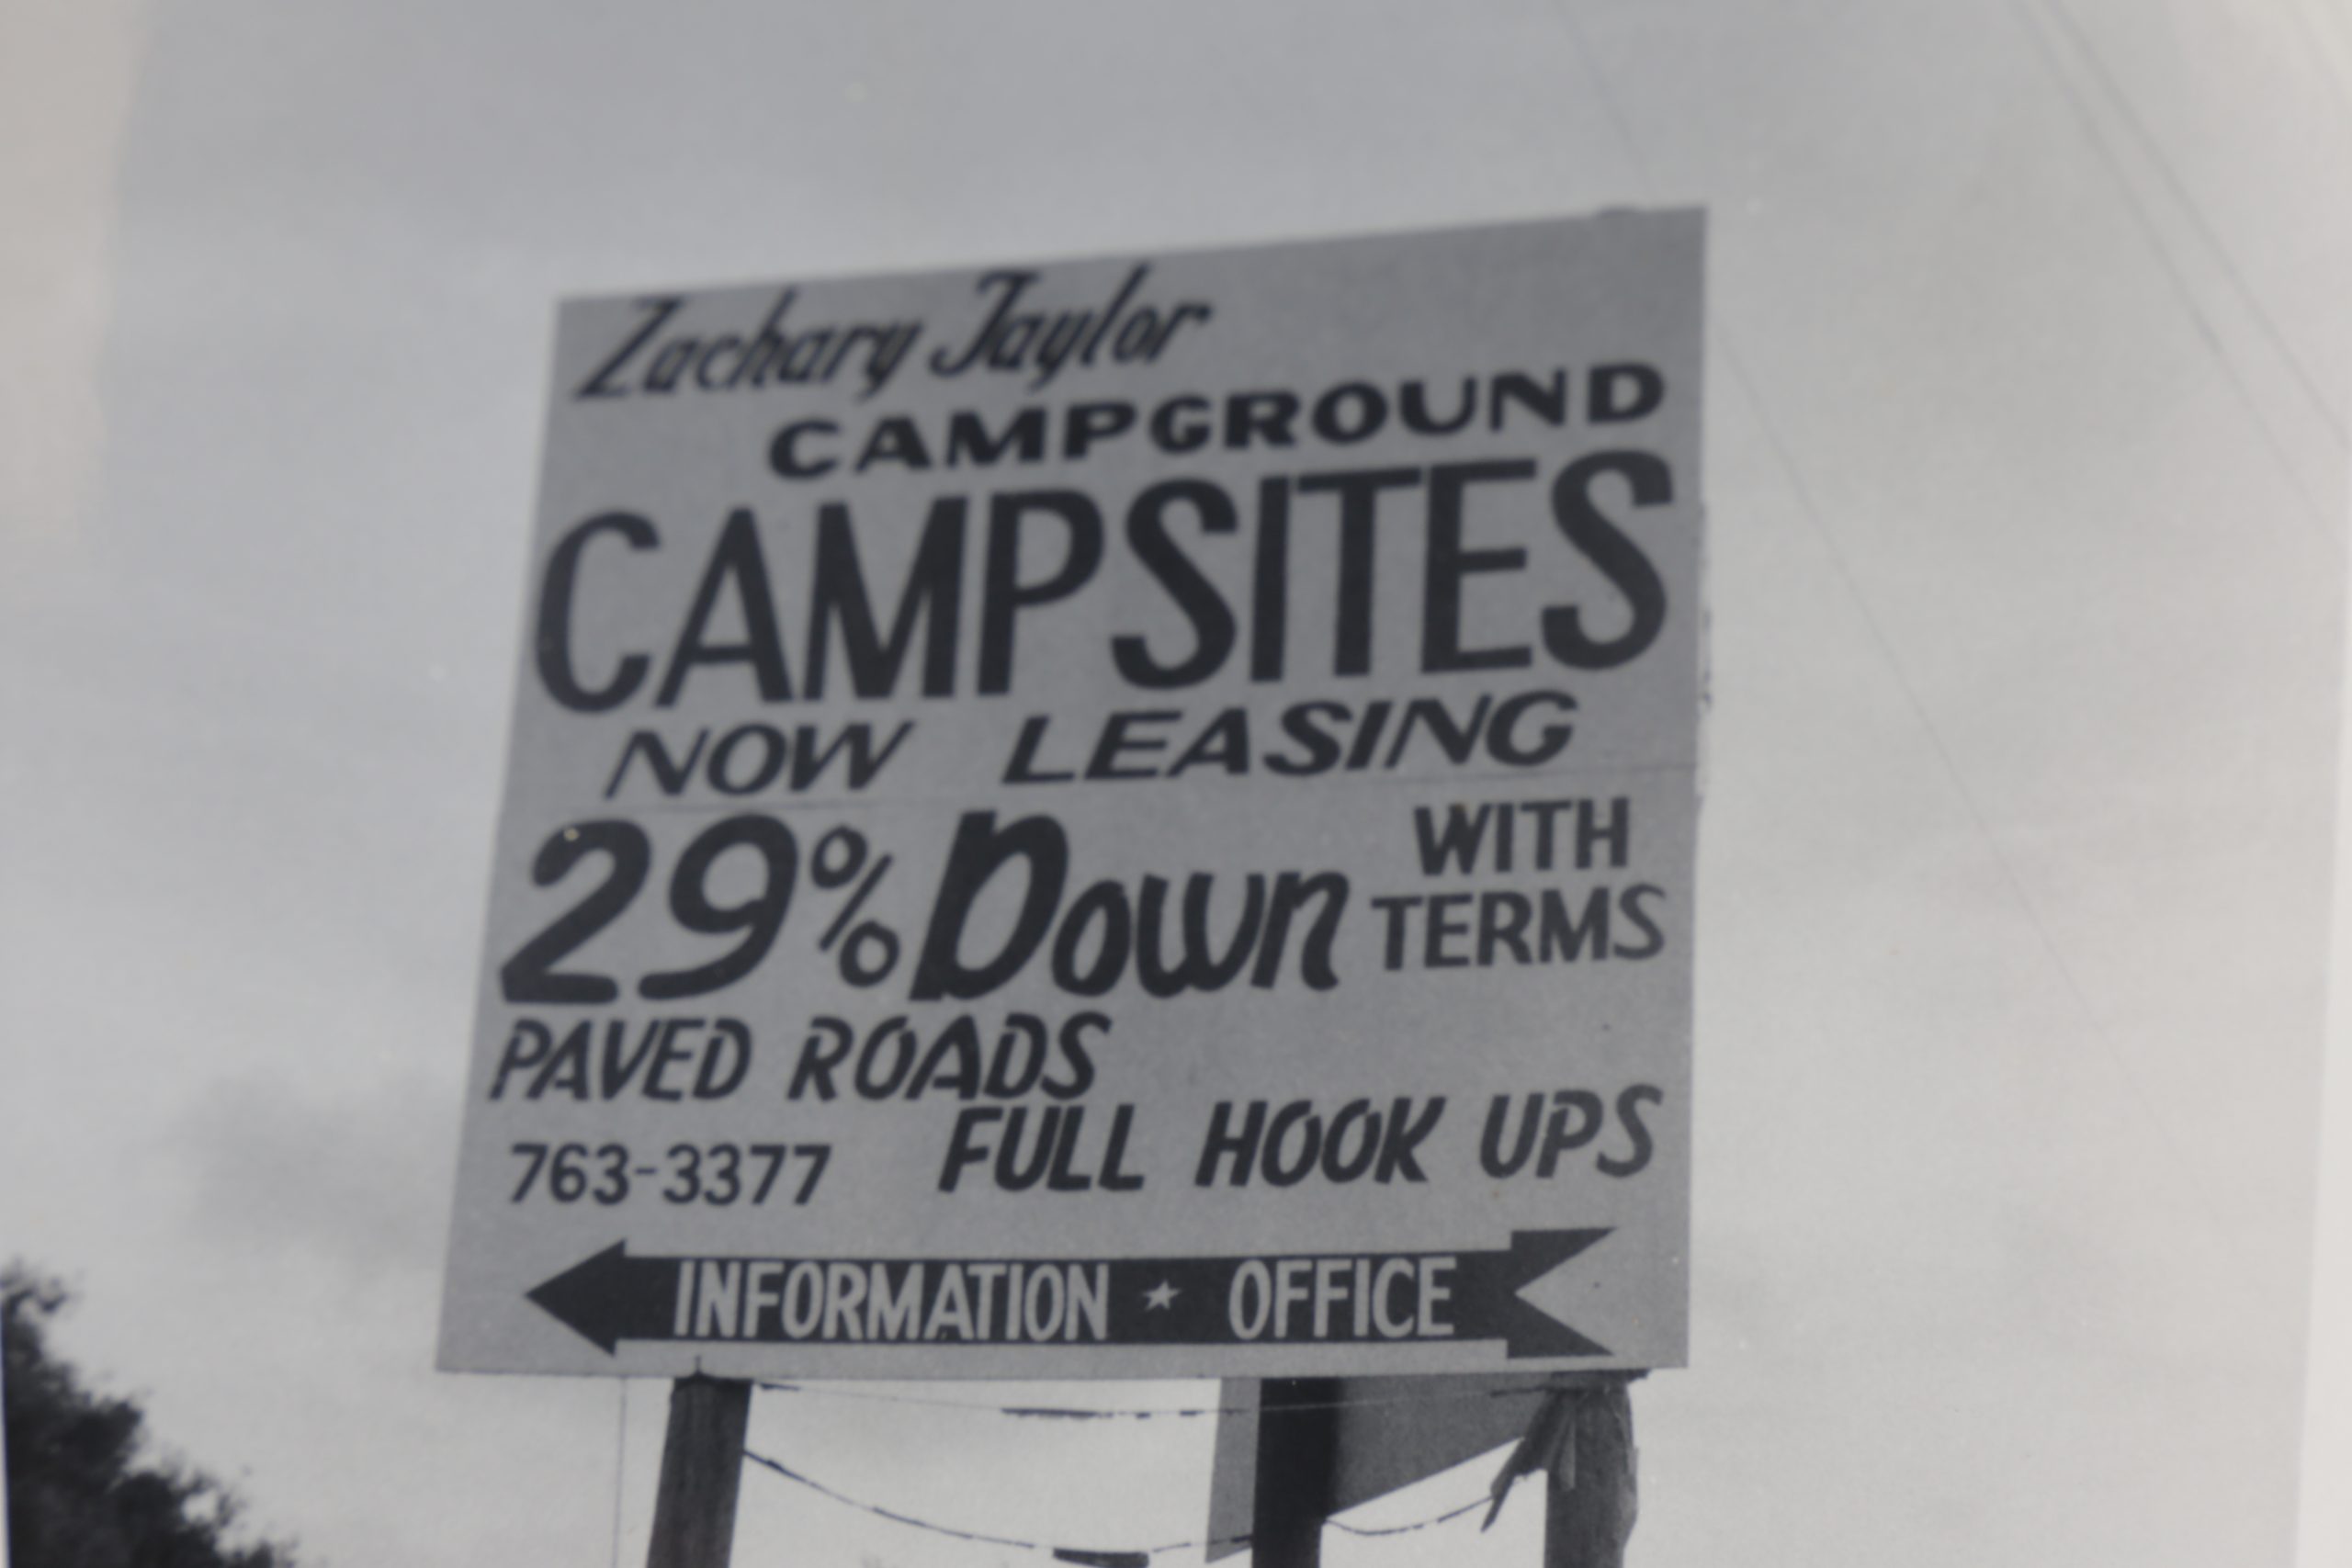 Zachary Taylor
CAMPGROUND
CAMPSITES
NOW LEASING
29% Down WITH
TERMS
PAVED ROADS
FULL HOOK UPS
763-3377
INFORMATION ★ OFFICE